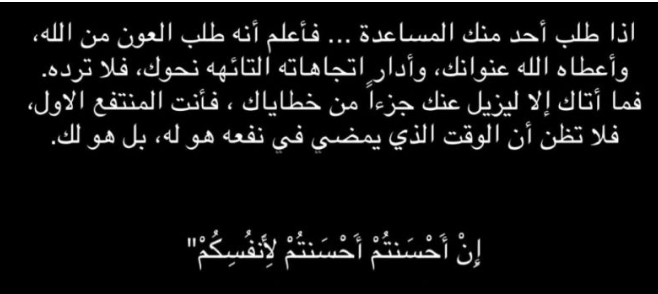 اذا طلب أحد منك المساعدة ... فأعلم أنه طلب العون من الله،
وأعطاه الله عنوانك، وأدار اتجاهاته التائهه نحوك، فلا ترده.
فما أتاك إلا ليزيل عنك جزءاً من خطاياك ، فأنت المنتفع الاول،
فلا تظن أن الوقت الذي يمضي في نفعه هو له، بل هو لك.
إِنْ أَحْسَنتُمْ أَحْسَنتُمْ لِأَنفُسِكُمْ"